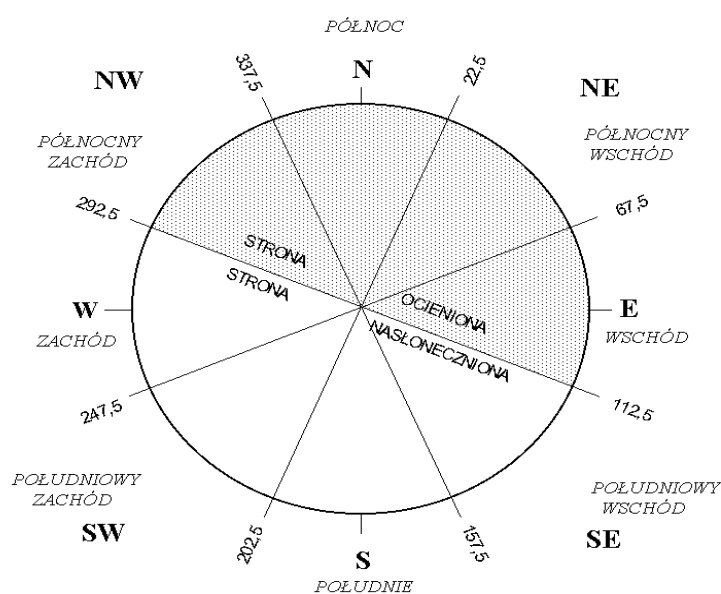 PÓŁNOC
N
NW
337,5
22,5
NE
PÓŁNOCNY
ZACHÓD
PÓŁNOCNY
WSCHÓD
292,5
67,5
STRONA
OCIENIONA
STRONA
NASŁONECZNIONA
W
ZACHÓD
E
WSCHÓD
247,5
112,5
POŁUDNIOWY
ZACHÓD
SW
POŁUDNIOWY
WSCHÓD
SE
202,5
157,5
S
POŁUDNIE